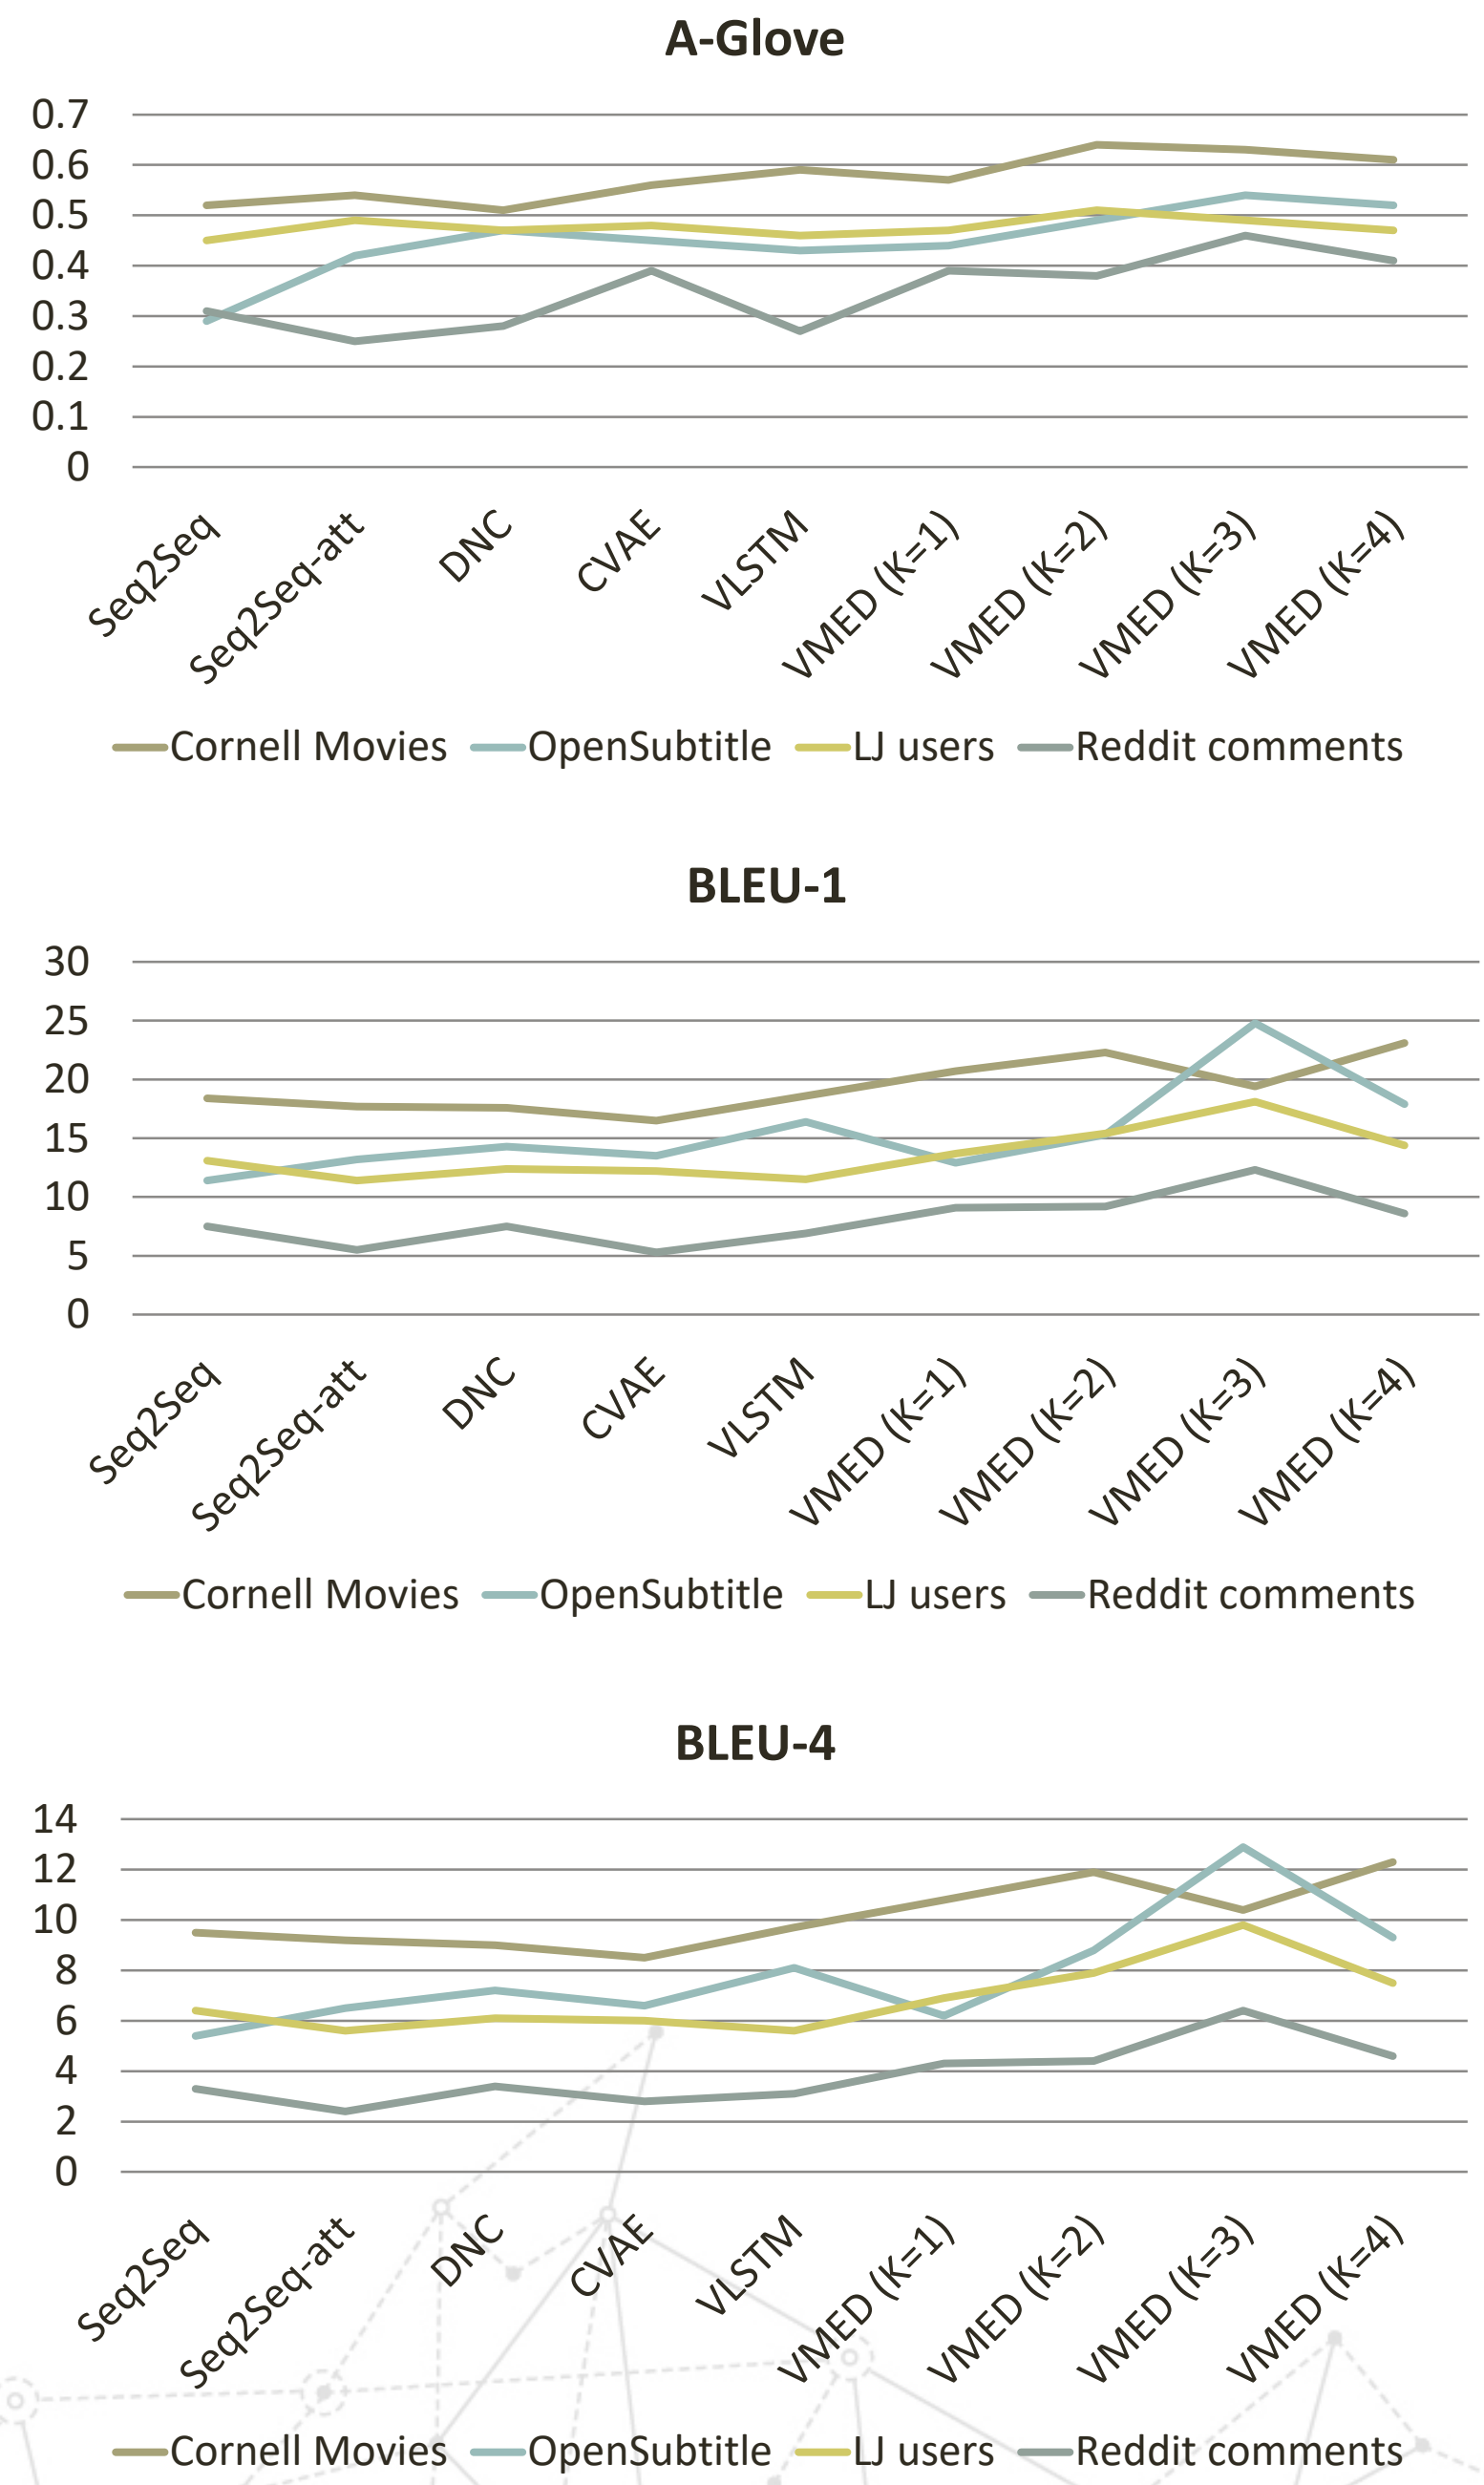 A-Glove
0.7
0.6
0.5
0.4
0.3
0.2
0.1
0
Seq2Seq
Seq2Seq-att
DNC
CVAE
VLSTM
VMED (K=1)
VMED (K=2)
VMED (K=3)
VMED (K=4)
Cornell Movies OpenSubtitle LJ users Reddit comments
BLEU-1
30
25
20
15
10
5
0
Seq2Seq
Seq2Seq-att
DNC
CVAE
VLSTM
VMED (K=1)
VMED (K=2)
VMED (K=3)
VMED (K=4)
Cornell Movies OpenSubtitle LJ users Reddit comments
BLEU-4
14
12
10
8
6
4
2
0
Seq2Seq
Seq2Seq-att
DNC
CVAE
VLSTM
VMED (K=1)
VMED (K=2)
VMED (K=3)
VMED (K=4)
Cornell Movies OpenSubtitle LJ users Reddit comments